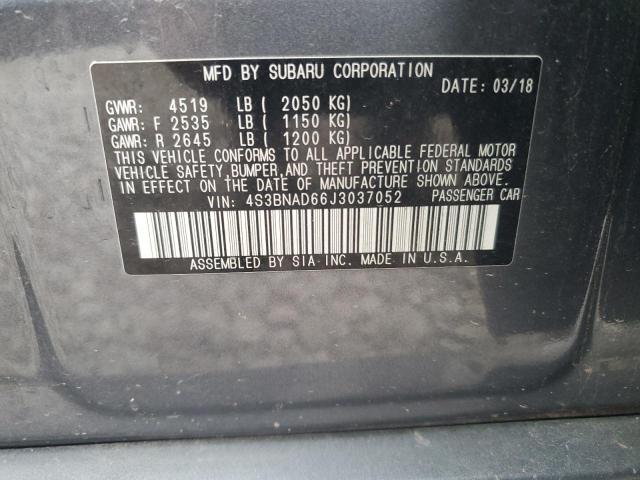 MFD BY SUBARU CORPORATION
DATE: 03/18
GVWR: 4519 LB ( 2050 KG)
GAWR: F 2535 LB ( 1150 KG)
GAWR: R 2645 LB ( 1200 KG)
THIS VEHICLE CONFORMS TO ALL APPLICABLE FEDERAL MOTOR
VEHICLE SAFETY, BUMPER, AND THEFT PREVENTION STANDARDS
IN EFFECT ON THE DATE OF MANUFACTURE SHOWN ABOVE.
VIN: 4S3BNAD66J3037052 PASSENGER CAR
ASSEMBLED BY SIA INC. MADE IN U.S.A.